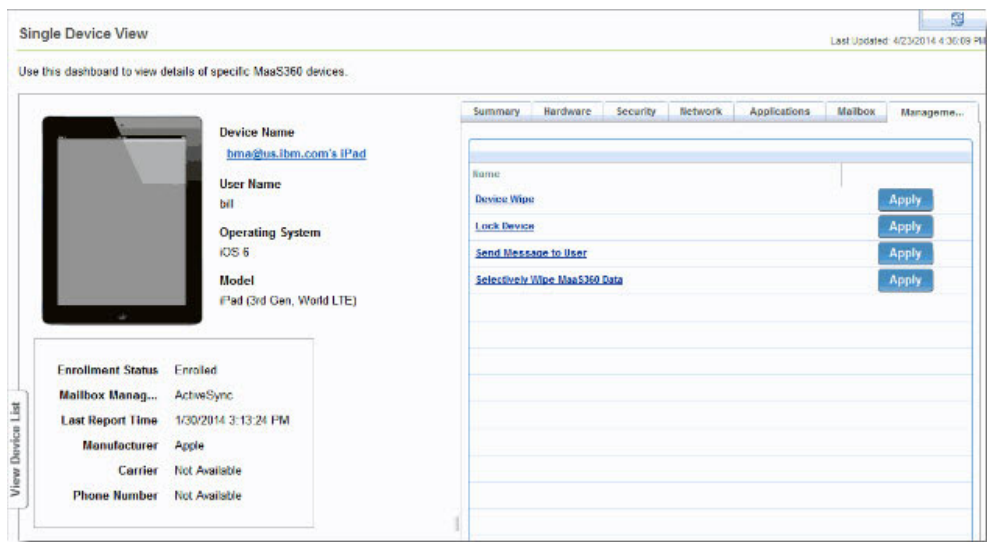 Single Device View
Last Updated: 4/23/2014 4:36:09 PM
Use this dashboard to view details of specific MaaS360 devices.
Device Name
bma@us.ibm.com's iPad
User Name
bill
Operating System
iOS 6
Model
iPad (3rd Gen, World LTE)
Enrollment Status Enrolled
Mailbox Manag... ActiveSync
Last Report Time 1/30/2014 3:13:24 PM
Manufacturer Apple
Carrier Not Available
Phone Number Not Available
View Device List
Summary Hardware Security Network Applications Mailbox Manageme...
Name
Device Wipe Apply
Lock Device Apply
Send Message to User Apply
Selectively Wipe MaaS360 Data Apply